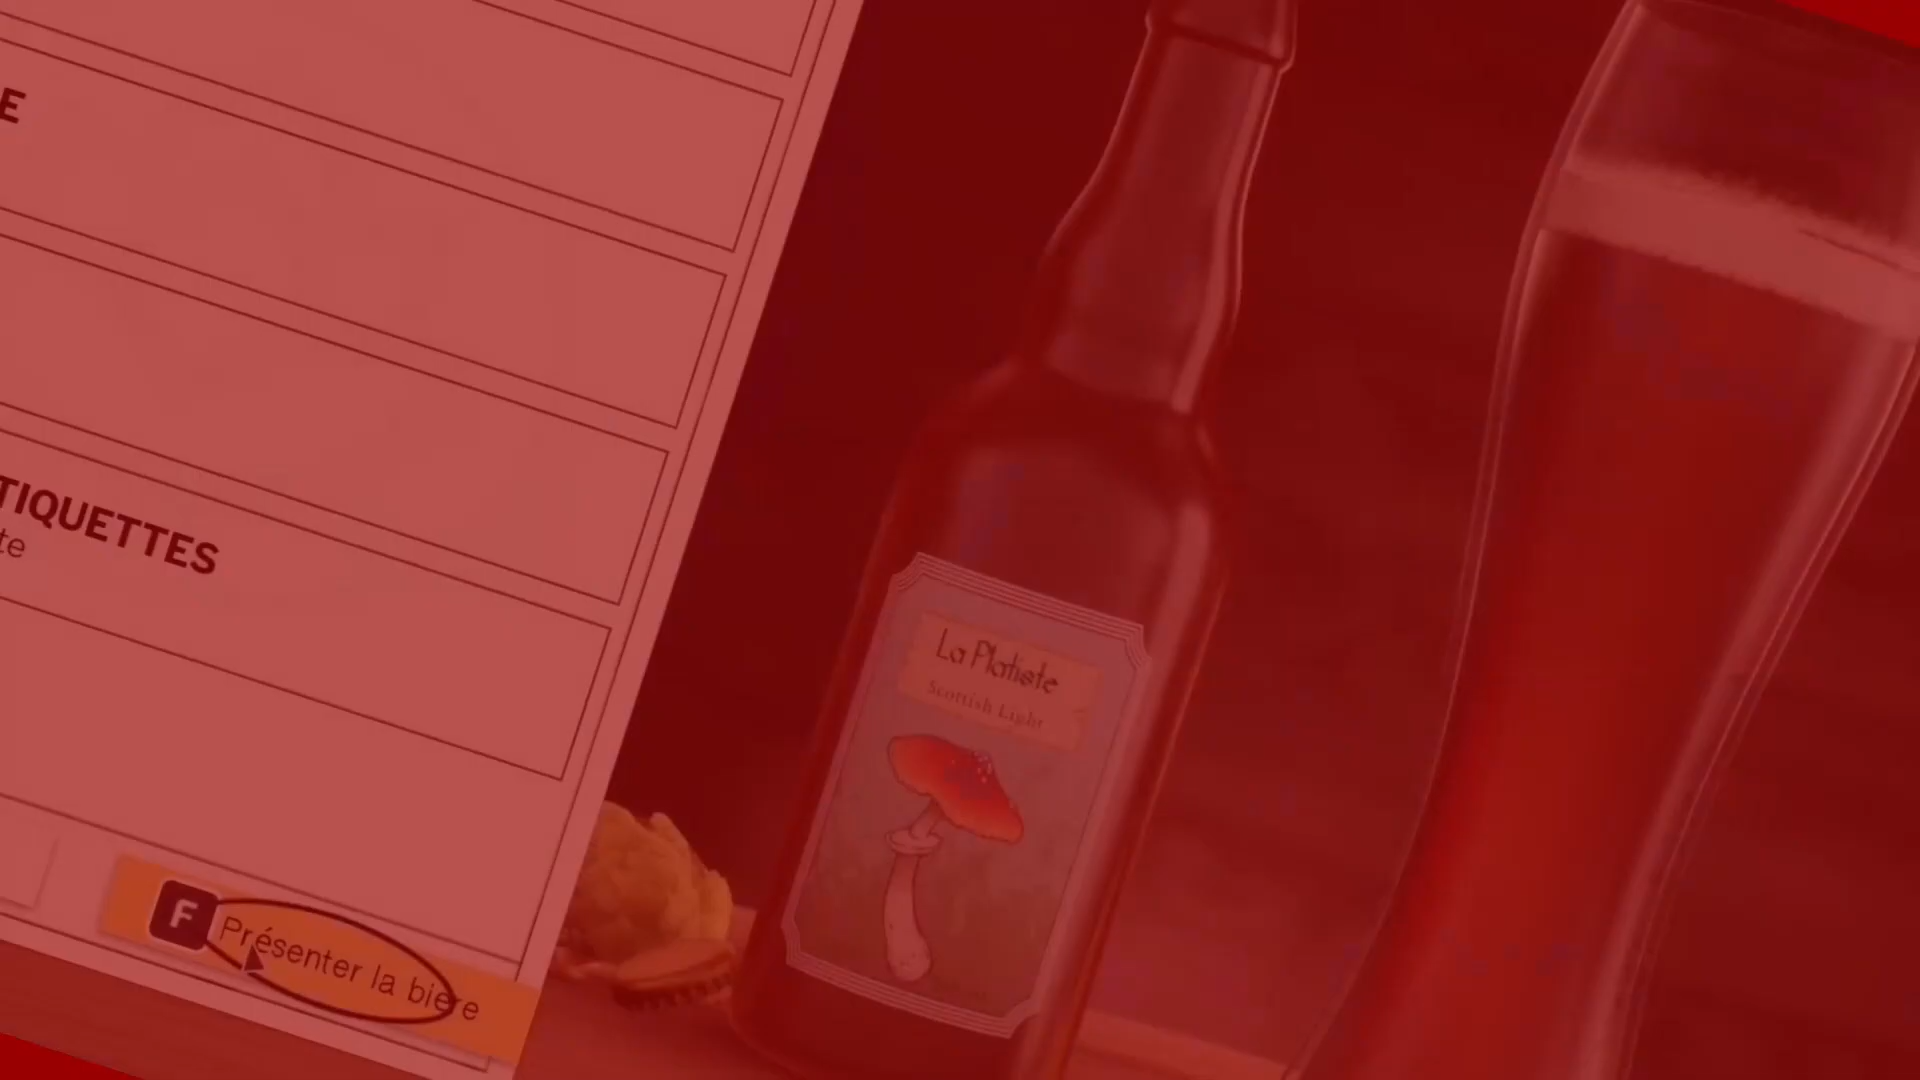 E
TIQUETTES
te
F Présenter la bière
La Platiste
Scottish Light